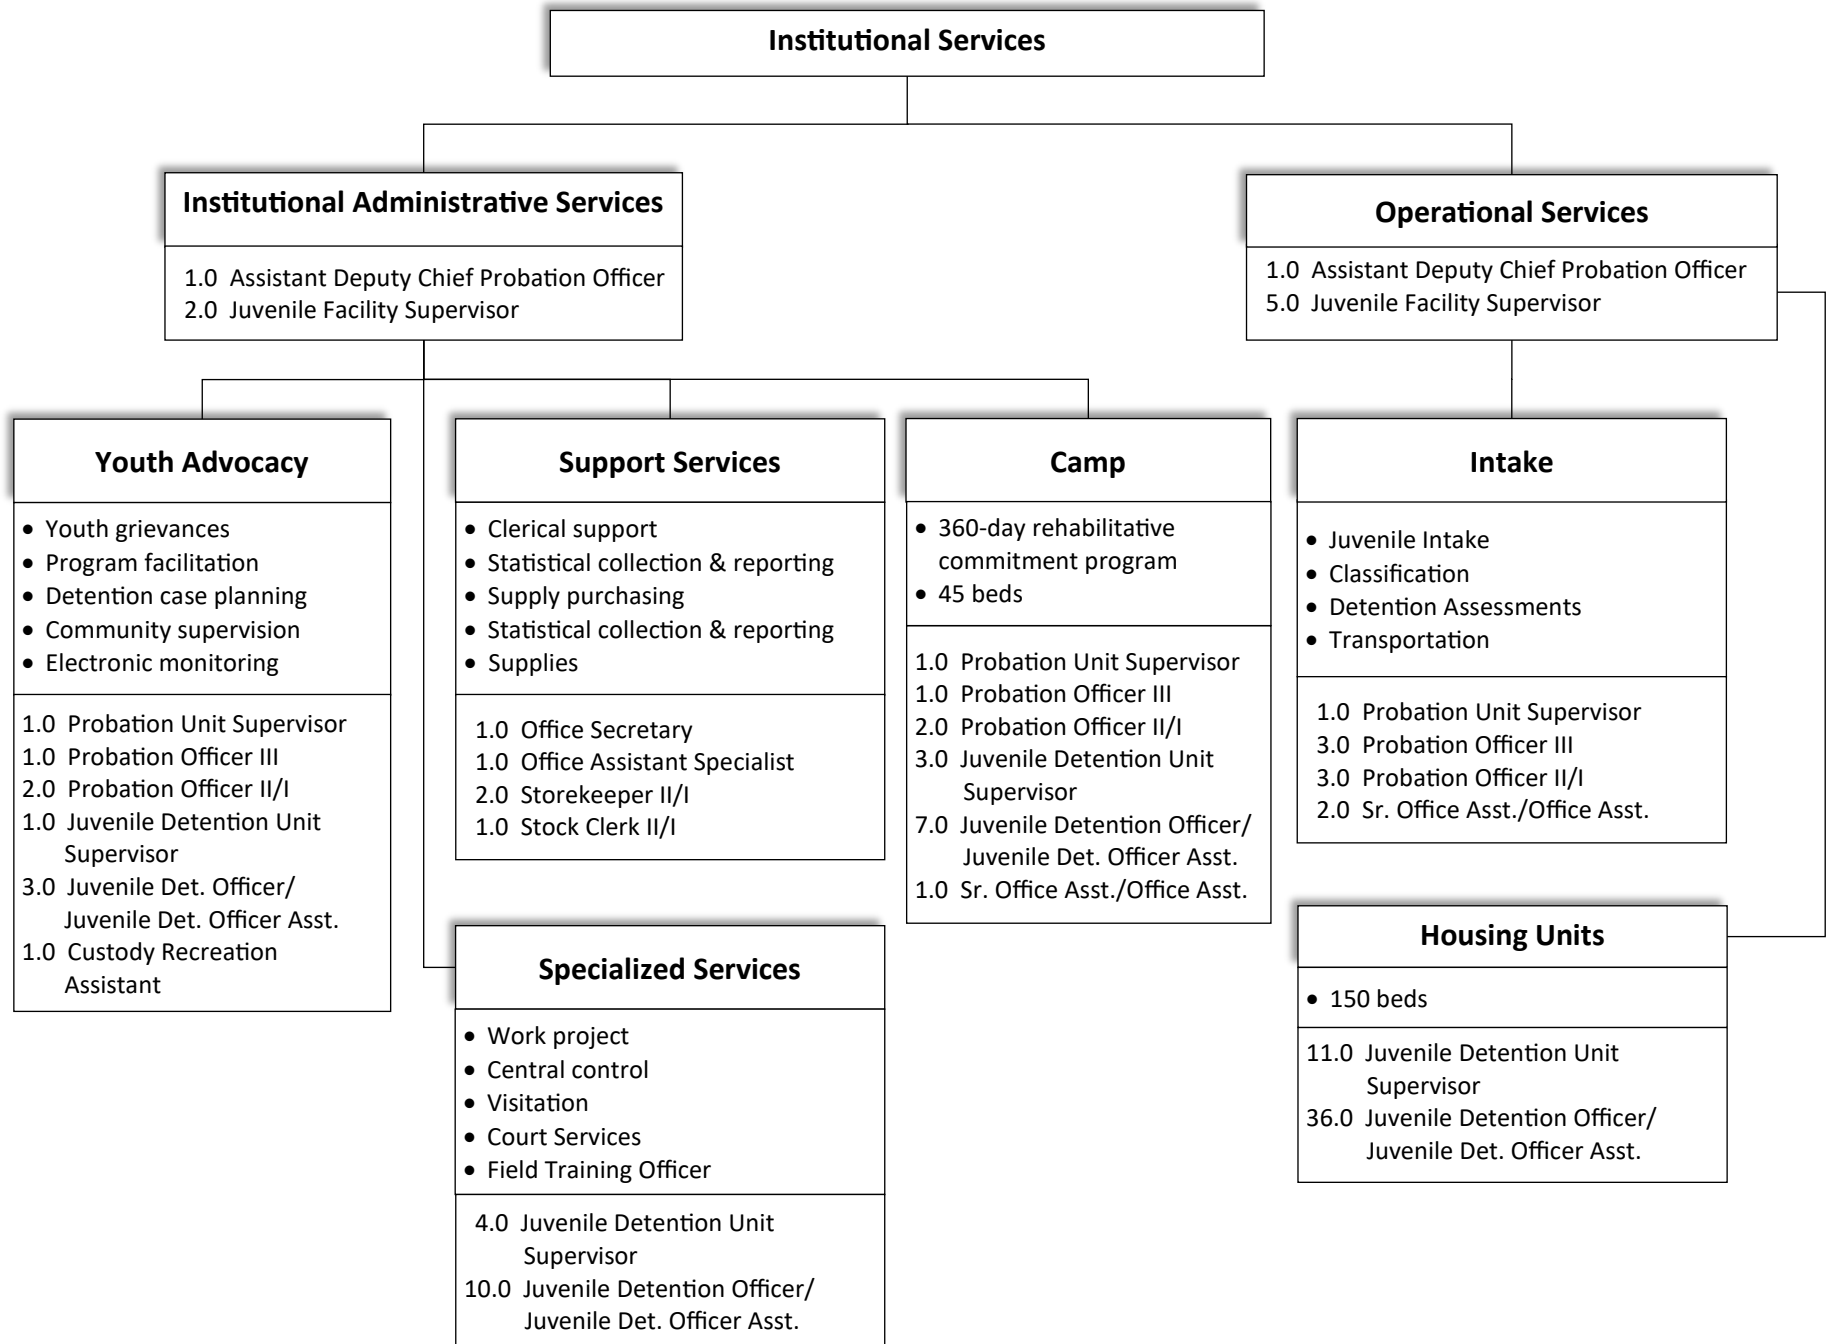 Institutional Services
Institutional Administrative Services
1.0 Assistant Deputy Chief Probation Officer
2.0 Juvenile Facility Supervisor
Operational Services
1.0 Assistant Deputy Chief Probation Officer
5.0 Juvenile Facility Supervisor
Youth Advocacy
• Youth grievances
• Program facilitation
• Detention case planning
• Community supervision
• Electronic monitoring
1.0 Probation Unit Supervisor
1.0 Probation Officer III
2.0 Probation Officer II/I
1.0 Juvenile Detention Unit
Supervisor
3.0 Juvenile Det. Officer/
Juvenile Det. Officer Asst.
1.0 Custody Recreation
Assistant
Support Services
• Clerical support
• Statistical collection & reporting
• Supply purchasing
• Statistical collection & reporting
• Supplies
1.0 Office Secretary
1.0 Office Assistant Specialist
2.0 Storekeeper II/I
1.0 Stock Clerk II/I
Camp
• 360-day rehabilitative
commitment program
• 45 beds
1.0 Probation Unit Supervisor
1.0 Probation Officer III
2.0 Probation Officer II/I
3.0 Juvenile Detention Unit
Supervisor
7.0 Juvenile Detention Officer/
Juvenile Det. Officer Asst.
1.0 Sr. Office Asst./Office Asst.
Intake
• Juvenile Intake
• Classification
• Detention Assessments
• Transportation
1.0 Probation Unit Supervisor
3.0 Probation Officer III
3.0 Probation Officer II/I
2.0 Sr. Office Asst./Office Asst.
Specialized Services
• Work project
• Central control
• Visitation
• Court Services
• Field Training Officer
4.0 Juvenile Detention Unit
Supervisor
10.0 Juvenile Detention Officer/
Juvenile Det. Officer Asst.
Housing Units
• 150 beds
11.0 Juvenile Detention Unit
Supervisor
36.0 Juvenile Detention Officer/
Juvenile Det. Officer Asst.